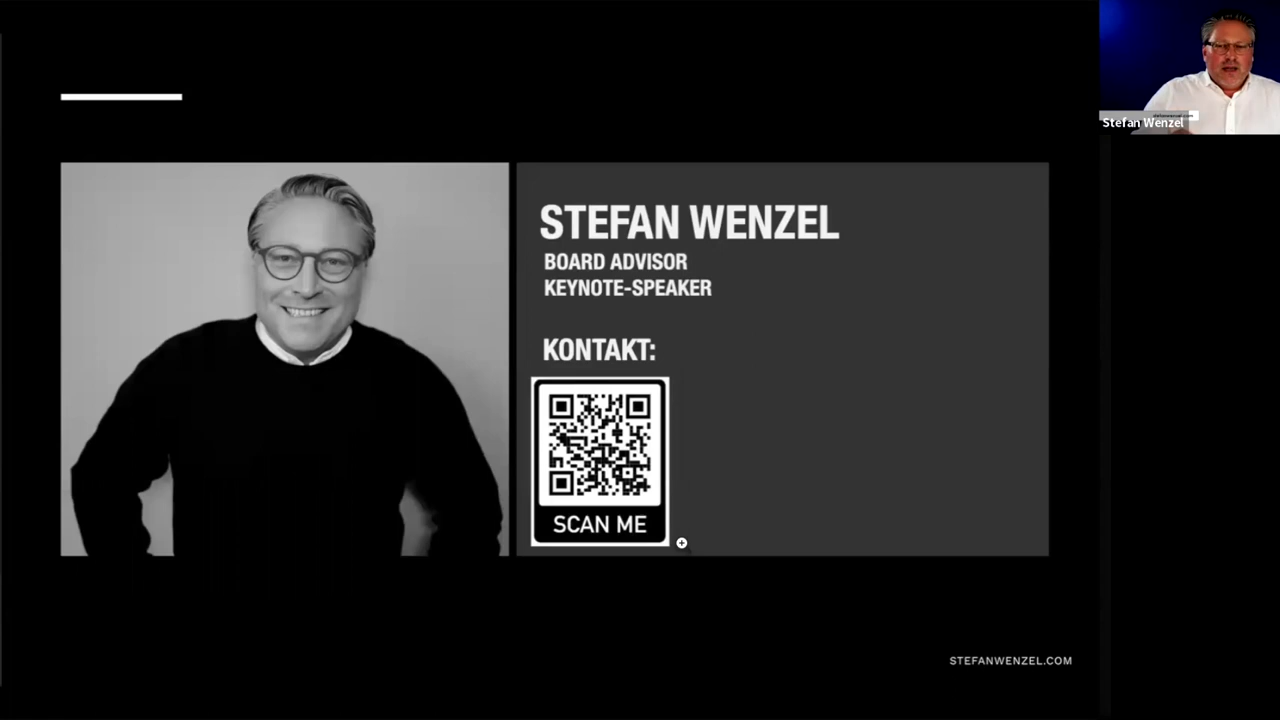 STEFAN WENZEL
BOARD ADVISOR
KEYNOTE-SPEAKER
KONTAKT:
SCAN ME
STEFANWENZEL.COM
Stefan Wenzel